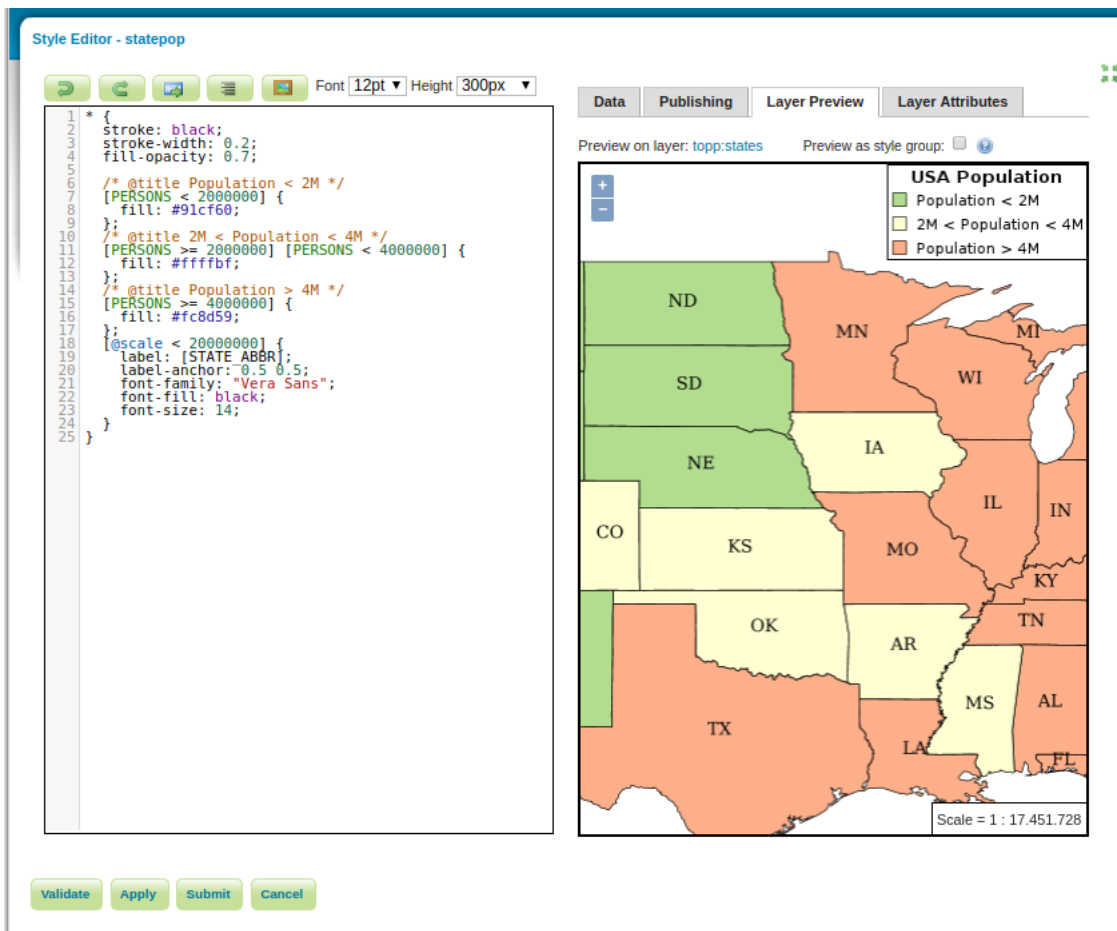 Style Editor - statepop
Font 12pt Height 300px
1 * {
2 stroke: black;
3 stroke-width: 0.2;
4 fill-opacity: 0.7;
5
6 /* @title Population < 2M */
7 [PERSONS < 2000000] {
8 fill: #91cf60;
9 };
10 /* @title 2M < Population < 4M */
11 [PERSONS >= 2000000] [PERSONS < 4000000] {
12 fill: #ffffbf;
13 };
14 /* @title Population > 4M */
15 [PERSONS >= 4000000] {
16 fill: #fc8d59;
17 };
18 [@scale < 20000000] {
19 label: [STATE_ABBR];
20 label-anchor: 0.5 0.5;
21 font-family: "Vera Sans";
22 font-fill: black;
23 font-size: 14;
24 }
25 }
Data Publishing Layer Preview Layer Attributes
Preview on layer: topp:states Preview as style group:
+
−
USA Population
Population < 2M
2M < Population < 4M
Population > 4M
ND
MN
MI
SD
WI
IA
NE
IL
IN
CO
KS
MO
KY
OK
TN
AR
MS
AL
TX
LA
FL
Scale = 1 : 17.451.728
Validate Apply Submit Cancel